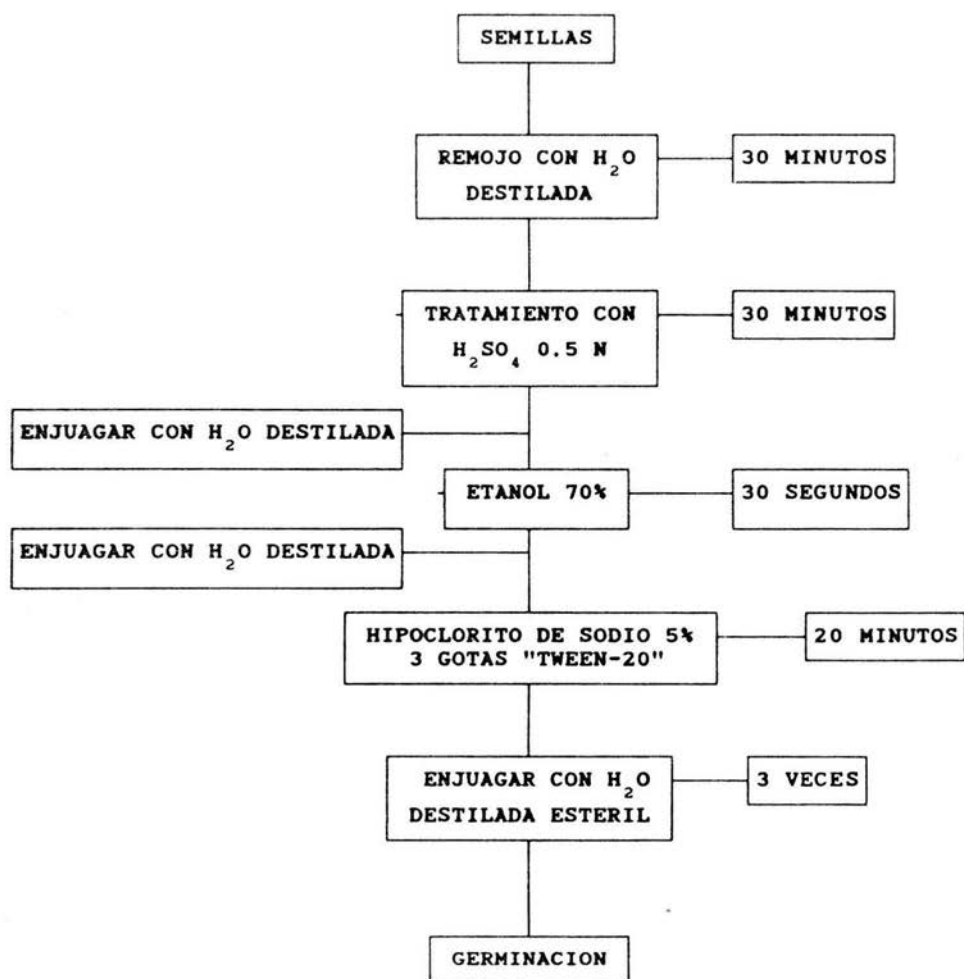 SEMILLAS
REMOJO CON H₂O
DESTILADA
30 MINUTOS
TRATAMIENTO CON
H₂SO₄ 0.5 N
30 MINUTOS
ENJUAGAR CON H₂O DESTILADA
ETANOL 70%
30 SEGUNDOS
ENJUAGAR CON H₂O DESTILADA
HIPOCLORITO DE SODIO 5%
3 GOTAS "TWEEN-20"
20 MINUTOS
ENJUAGAR CON H₂O
DESTILADA ESTERIL
3 VECES
GERMINACION